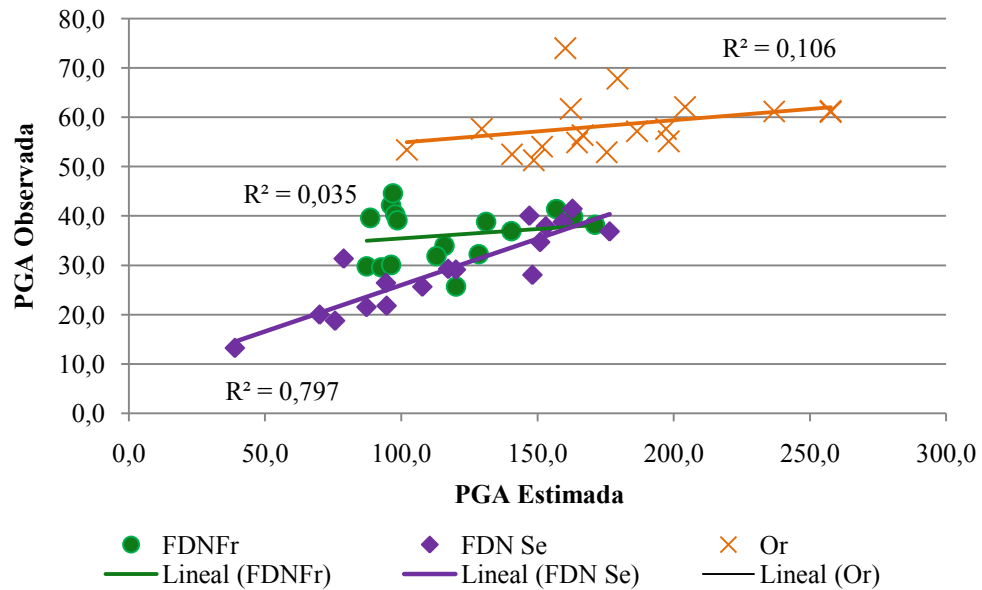 80,0
70,0
60,0
50,0
40,0
30,0
20,0
10,0
0,0
PGA Observada
R² = 0,106
R² = 0,035
R² = 0,797
0,0 50,0 100,0 150,0 200,0 250,0 300,0
PGA Estimada
FDNFr FDN Se Or
Lineal (FDNFr) Lineal (FDN Se) Lineal (Or)